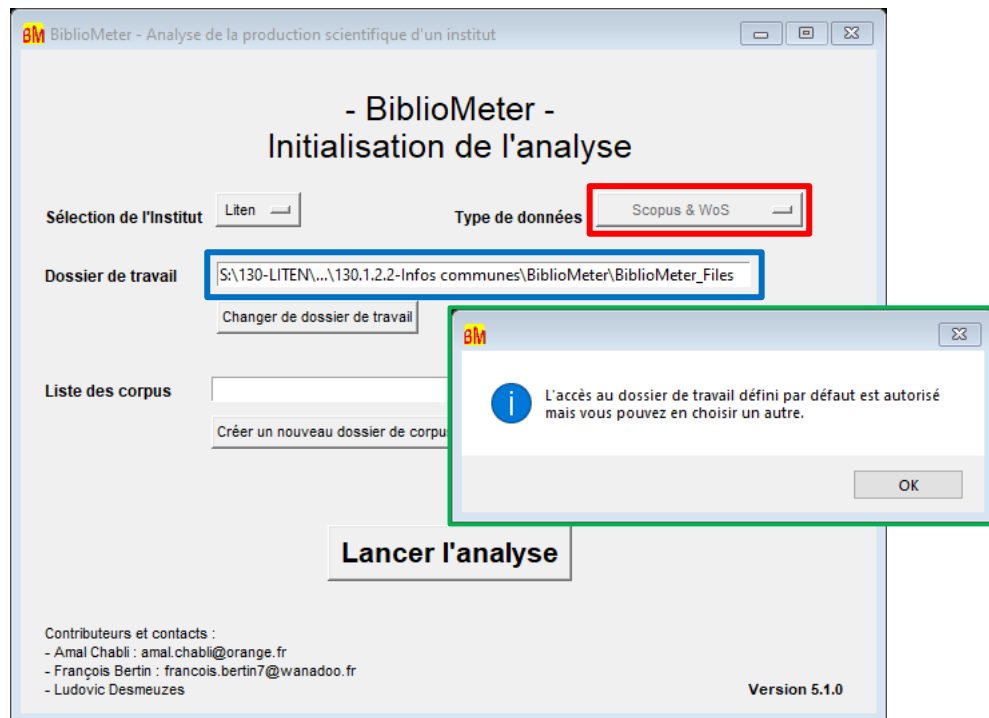 BM BiblioMeter - Analyse de la production scientifique d'un institut
- BiblioMeter -
Initialisation de l'analyse
Sélection de l'Institut Liten Type de données Scopus & WoS
Dossier de travail S:\130-LITEN\...\130.1.2.2-Infos communes\BiblioMeter\BiblioMeter_Files
Changer de dossier de travail
BM
L'accès au dossier de travail défini par défaut est autorisé
mais vous pouvez en choisir un autre.
OK
Liste des corpus
Créer un nouveau dossier de corpu
Lancer l'analyse
Contributeurs et contacts :
- Amal Chabli : amal.chabli@orange.fr
- François Bertin : francois.bertin7@wanadoo.fr
- Ludovic Desmeuzes
Version 5.1.0